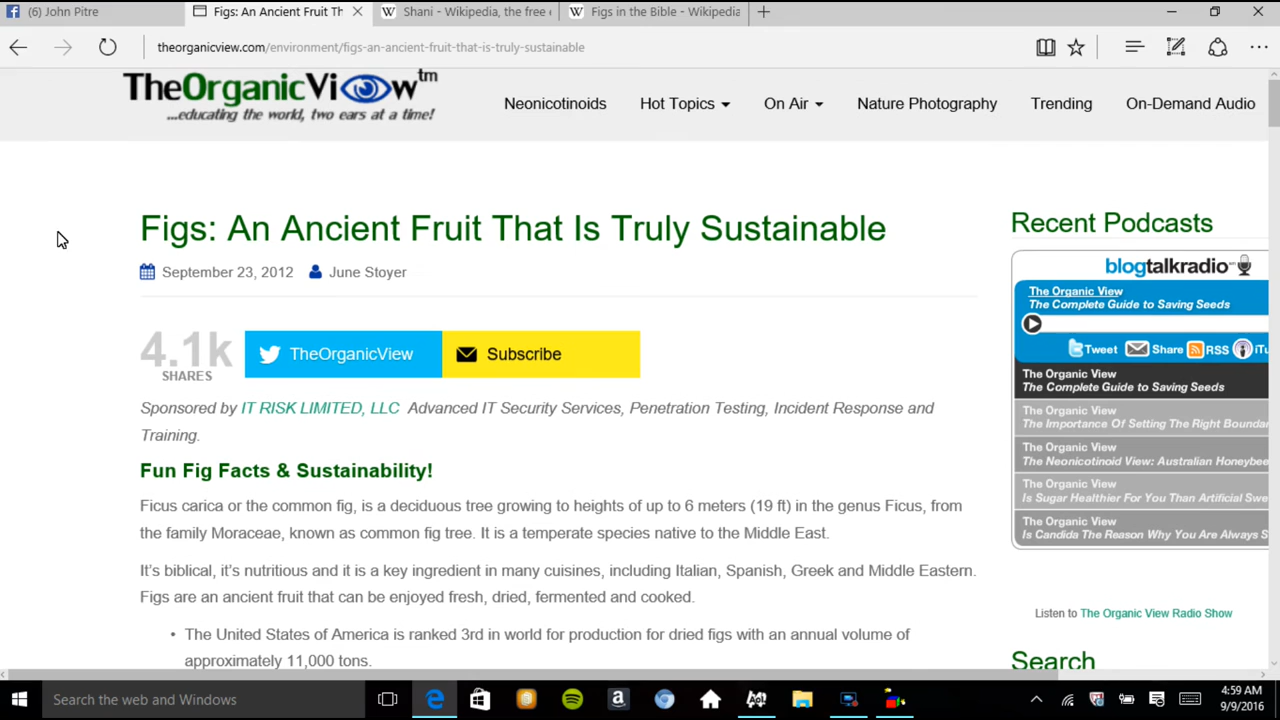 (6) John Pitre
Figs: An Ancient Fruit Th
Shani - Wikipedia, the free e
Figs in the Bible - Wikipedia
theorganicview.com/environment/figs-an-ancient-fruit-that-is-truly-sustainable
TheOrganicView™
...educating the world, two ears at a time!
Neonicotinoids
Hot Topics
On Air
Nature Photography
Trending
On-Demand Audio
Figs: An Ancient Fruit That Is Truly Sustainable
September 23, 2012 June Stoyer
4.1k
SHARES
TheOrganicView
Subscribe
Sponsored by IT RISK LIMITED, LLC Advanced IT Security Services, Penetration Testing, Incident Response and
Training.
Fun Fig Facts & Sustainability!
Ficus carica or the common fig, is a deciduous tree growing to heights of up to 6 meters (19 ft) in the genus Ficus, from
the family Moraceae, known as common fig tree. It is a temperate species native to the Middle East.
It's biblical, it's nutritious and it is a key ingredient in many cuisines, including Italian, Spanish, Greek and Middle Eastern.
Figs are an ancient fruit that can be enjoyed fresh, dried, fermented and cooked.
• The United States of America is ranked 3rd in world for production for dried figs with an annual volume of
approximately 11,000 tons.
Recent Podcasts
blogtalkradio
The Organic View
The Complete Guide to Saving Seeds
Tweet Share RSS iTu
The Organic View
The Complete Guide to Saving Seeds
The Organic View
The Importance Of Setting The Right Boundar
The Organic View
The Neonicotinoid View: Australian Honeybee
The Organic View
Is Sugar Healthier For You Than Artificial Swe
The Organic View
Is Candida The Reason Why You Are Always S
Listen to The Organic View Radio Show
Search
Search the web and Windows
4:59 AM
9/9/2016